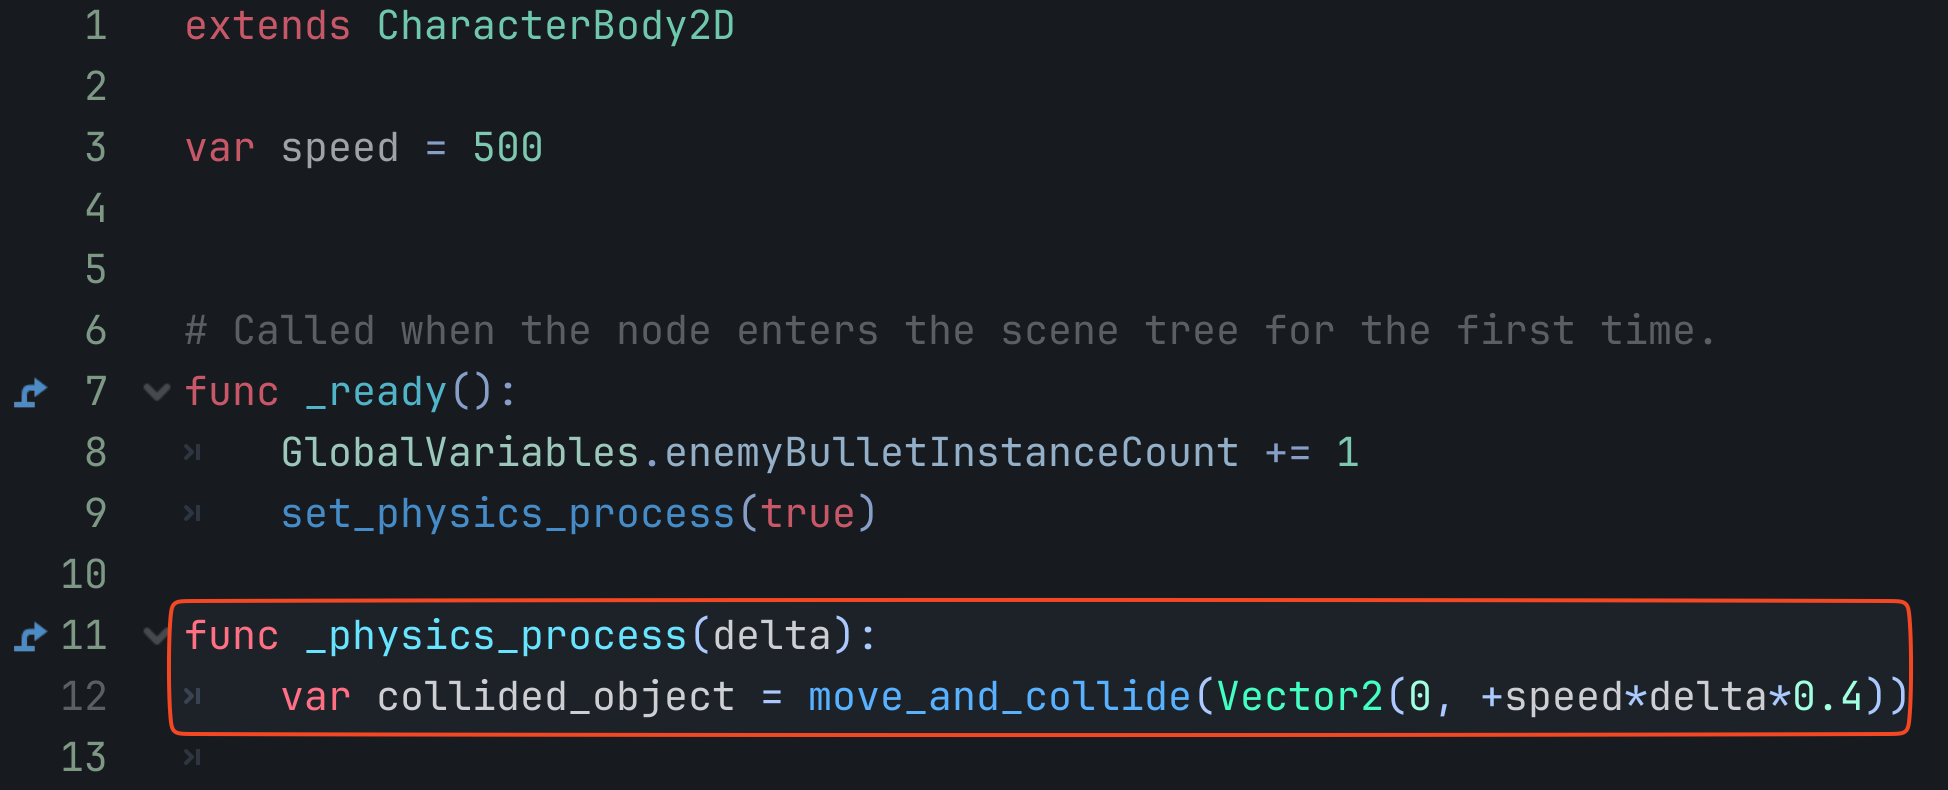 1 extends CharacterBody2D
2
3 var speed = 500
4
5
6 # Called when the node enters the scene tree for the first time.
7 func _ready():
8 GlobalVariables.enemyBulletInstanceCount += 1
9 set_physics_process(true)
10
11 func _physics_process(delta):
12 var collided_object = move_and_collide(Vector2(0, +speed*delta*0.4))
13